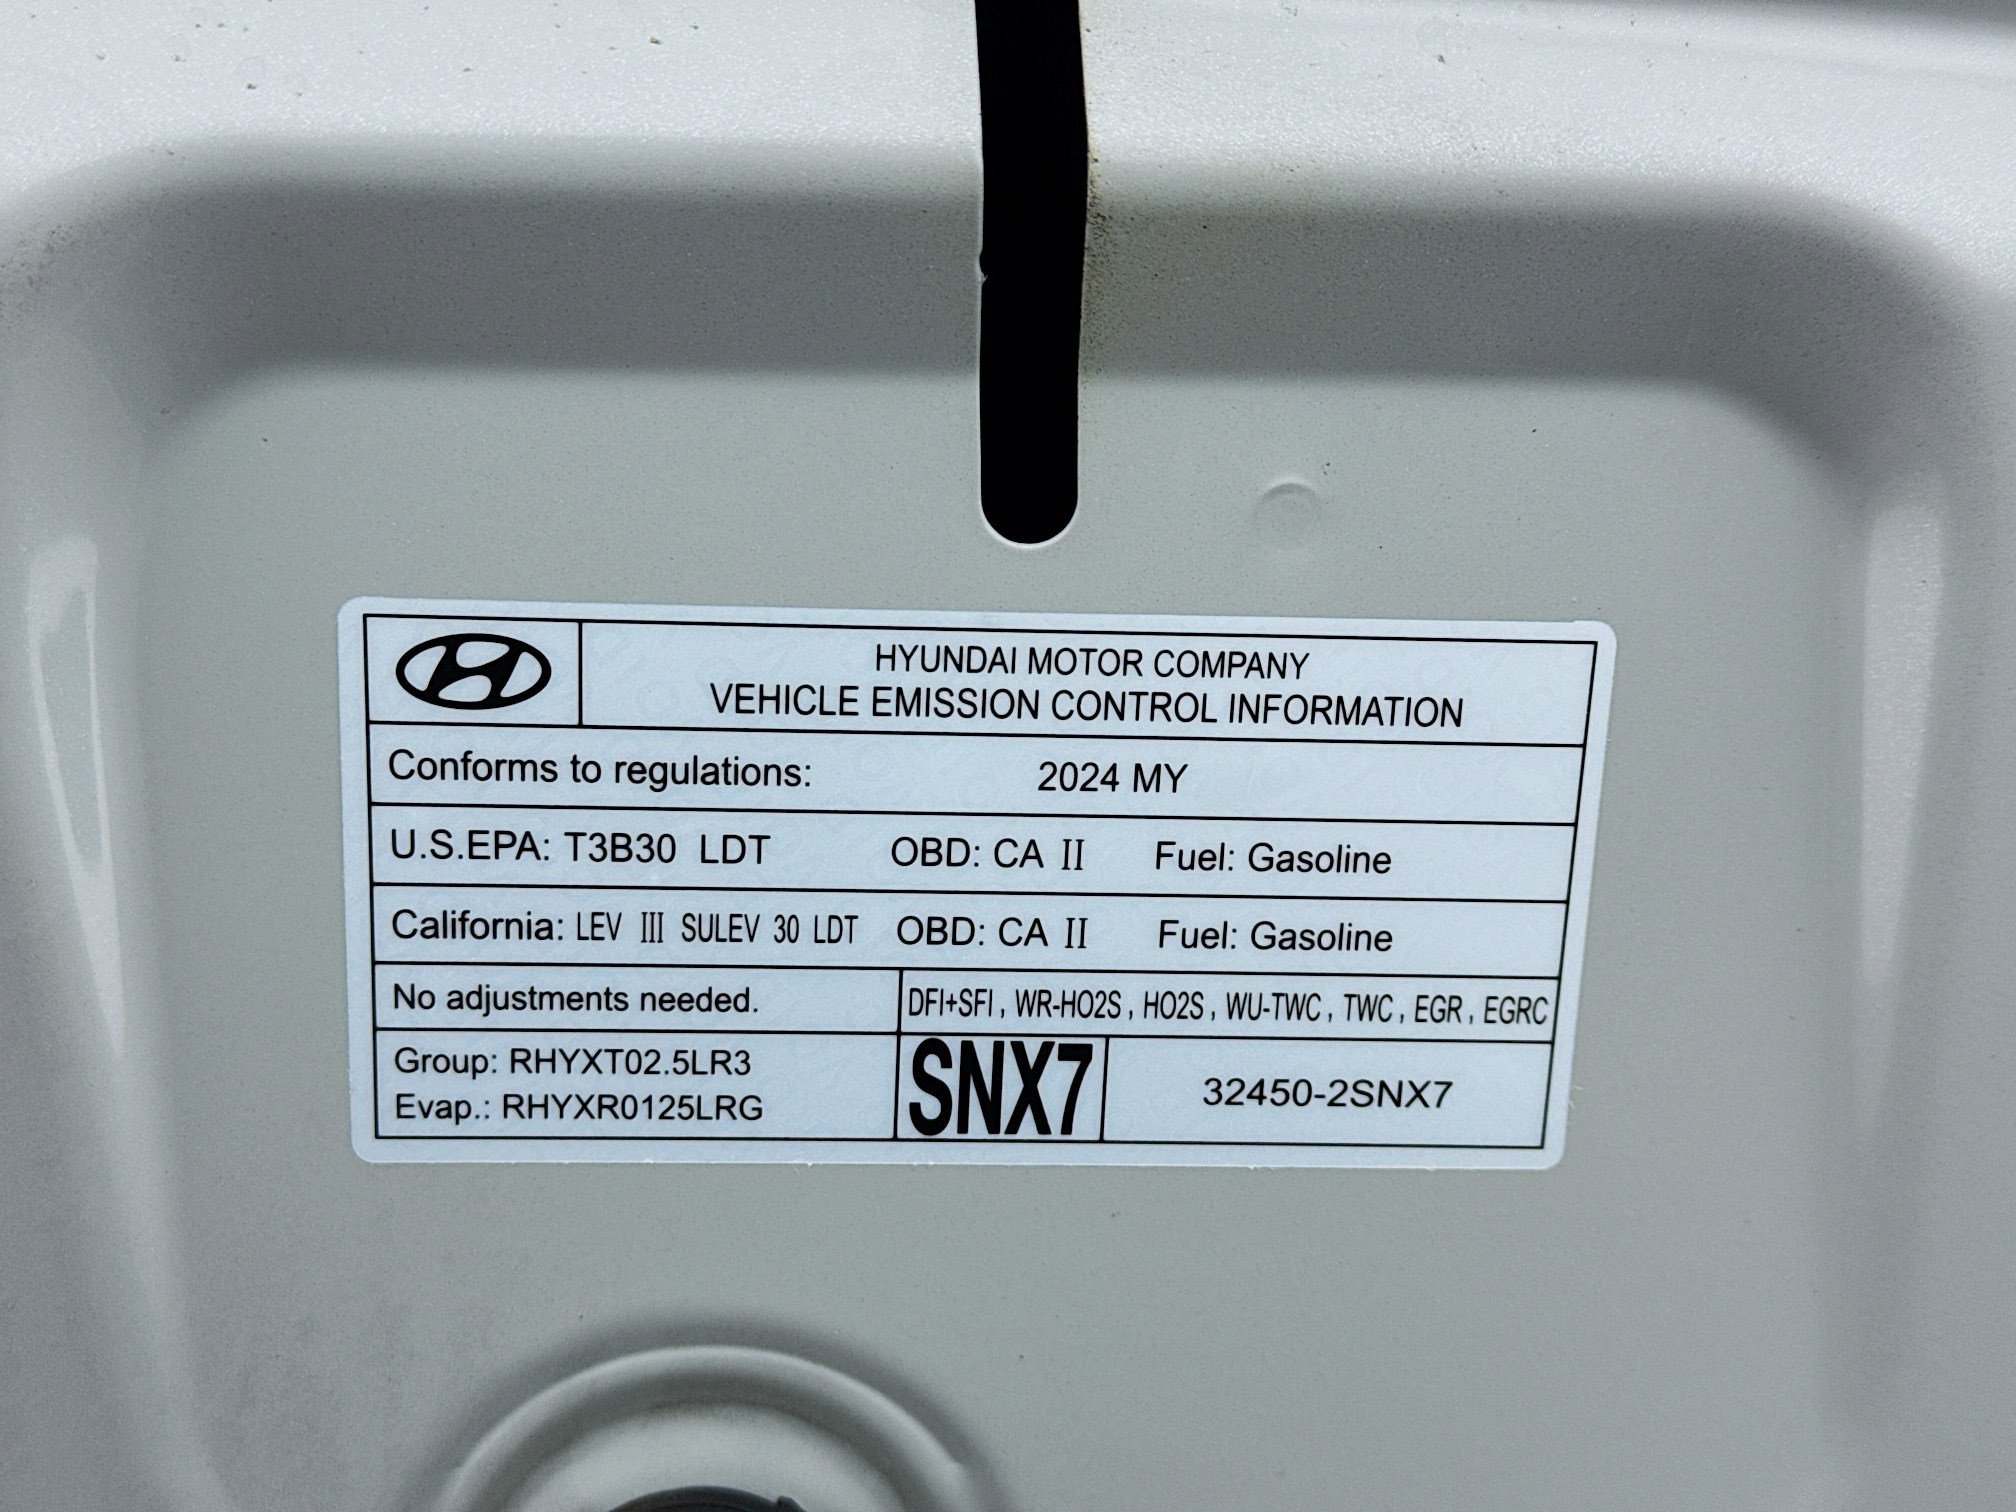 HYUNDAI MOTOR COMPANY
VEHICLE EMISSION CONTROL INFORMATION
Conforms to regulations: 2024 MY
U.S.EPA: T3B30 LDT OBD: CA II Fuel: Gasoline
California: LEV III SULEV 30 LDT OBD: CA II Fuel: Gasoline
No adjustments needed. DFI+SFI, WR-HO2S, HO2S, WU-TWC, TWC, EGR, EGRC
Group: RHYXT02.5LR3
Evap.: RHYXR0125LRG
SNX7
32450-2SNX7